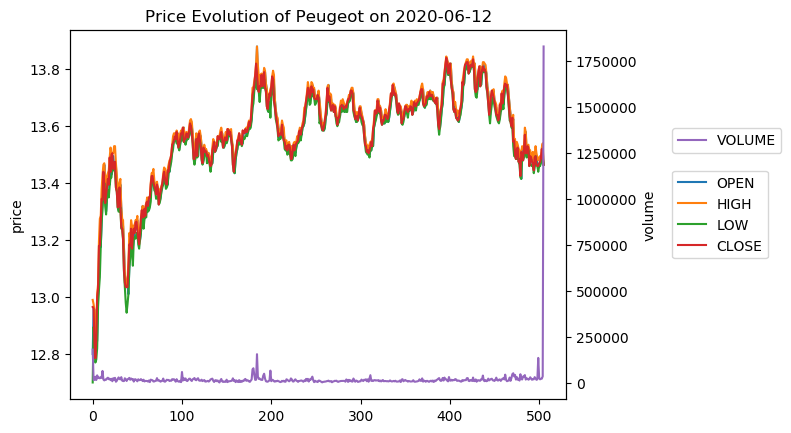 Price Evolution of Peugeot on 2020-06-12
13.8
13.6
13.4
13.2
13.0
12.8
price
0
100
200
300
400
500
1750000
1500000
1250000
1000000
750000
500000
250000
0
volume
VOLUME
OPEN
HIGH
LOW
CLOSE